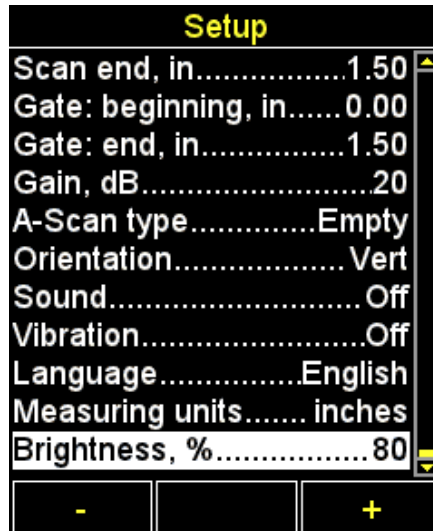 Setup
Scan end, in.................1.50
Gate: beginning, in......0.00
Gate: end, in................1.50
Gain, dB.........................20
A-Scan type..............Empty
Orientation................... Vert
Sound............................ Off
Vibration.........................Off
Language................English
Measuring units....... inches
Brightness, %.................80
- +